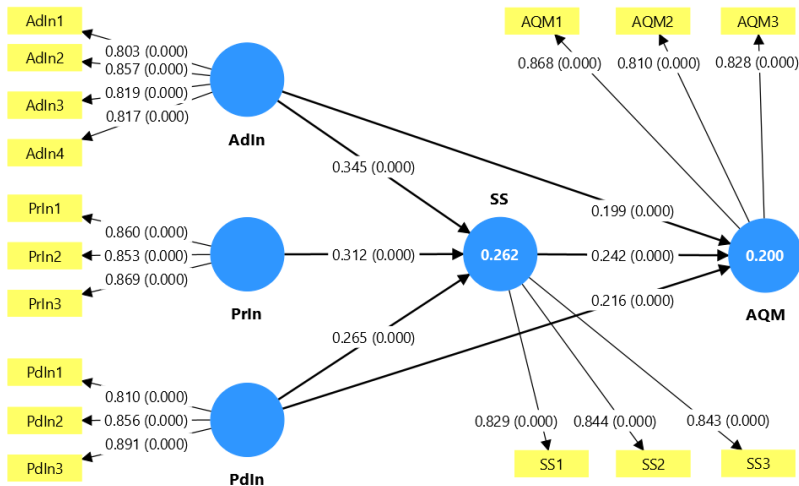 AdIn1
AdIn2
AdIn3
AdIn4
0.803 (0.000)
0.857 (0.000)
0.819 (0.000)
0.817 (0.000)
AdIn
AQM1
AQM2
AQM3
0.868 (0.000)
0.810 (0.000)
0.828 (0.000)
0.345 (0.000)
0.199 (0.000)
PrIn1
PrIn2
PrIn3
0.860 (0.000)
0.853 (0.000)
0.869 (0.000)
PrIn
0.312 (0.000)
SS
0.262
0.242 (0.000)
0.200
AQM
0.216 (0.000)
0.265 (0.000)
PdIn1
PdIn2
PdIn3
0.810 (0.000)
0.856 (0.000)
0.891 (0.000)
PdIn
0.829 (0.000)
0.844 (0.000)
0.843 (0.000)
SS1
SS2
SS3